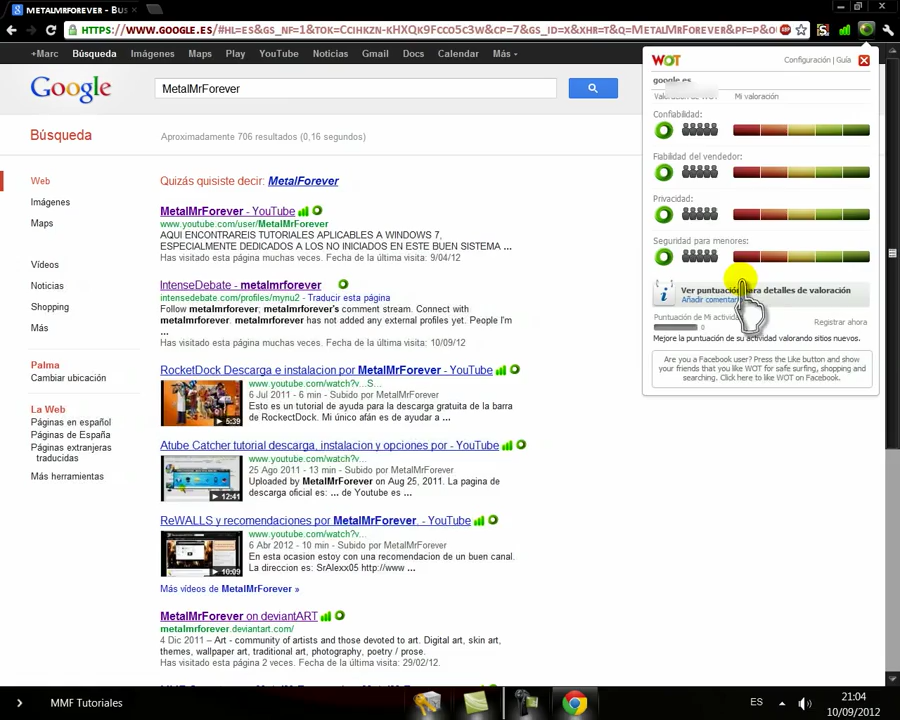 METALMRFOREVER - Bus
HTTPS://WWW.GOOGLE.ES
+Marc Búsqueda Imágenes Maps Play YouTube Noticias Gmail Docs Calendar Más
Google
MetalMrForever
Búsqueda
Aproximadamente 706 resultados (0,16 segundos)
Web
Imágenes
Maps
Vídeos
Noticias
Shopping
Más
Palma
Cambiar ubicación
La Web
Páginas en español
Páginas de España
Páginas extranjeras
traducidas
Más herramientas
Quizás quisiste decir: MetalForever
MetalMrForever - YouTube
www.youtube.com/user/MetalMrForever
AQUI ENCONTRAREIS TUTORIALES APLICABLES A WINDOWS 7,
ESPECIALMENTE DEDICADOS A LOS NO INICIADOS EN ESTE BUEN SISTEMA ...
Has visitado esta página muchas veces. Fecha de la última visita: 9/04/12
IntenseDebate - metalmrforever
intensedebate.com/profiles/mynu2 - Traducir esta página
Follow metalmrforever; metalmrforever's comment stream. Connect with
metalmrforever. metalmrforever has not added any external profiles yet. People I'm
...
Has visitado esta página muchas veces. Fecha de la última visita: 10/09/12
RocketDock Descarga e instalacion por MetalMrForever - YouTube
www.youtube.com/watch?v...S...
6 Jul 2011 - 6 min - Subido por MetalMrForever
Esto es un tutorial de ayuda para la descarga gratuita de la barra
de RockectDock. Mi único afán es de ayudar a ...
5:39
Atube Catcher tutorial descarga, instalacion y opciones por - YouTube
www.youtube.com/watch?v...
25 Ago 2011 - 13 min - Subido por MetalMrForever
Uploaded by MetalMrForever on Aug 25, 2011. La pagina de
descarga oficial es: ... de Youtube es ...
12:41
ReWALLS y recomendaciones por MetalMrForever. - YouTube
www.youtube.com/watch?v...
6 Abr 2012 - 10 min - Subido por MetalMrForever
En esta ocasion estoy con una recomendacion de un buen canal.
La direccion es: SrAlexx05 http://www ...
10:09
Más vídeos de MetalMrForever »
MetalMrForever on deviantART
metalmrforever.deviantart.com/
4 Dic 2011 – Art - community of artists and those devoted to art. Digital art, skin art,
themes, wallpaper art, traditional art, photography, poetry / prose.
Has visitado esta página 2 veces. Fecha de la última visita: 29/02/12.
WOT Configuración | Guía
google.es
Mi valoración
Confiabilidad:
Fiabilidad del vendedor:
Privacidad:
Seguridad para menores:
Ver puntuación para detalles de valoración
Añadir
Puntuación de Mi 0
Registrar ahora
Mejore la puntuación de su actividad valorando sitios nuevos.
Are you a Facebook user? Press the Like button and show
your friends that you like WOT for safe surfing, shopping and
searching. Click here to like WOT on Facebook.
MMF Tutoriales
ES
21:04
10/09/2012